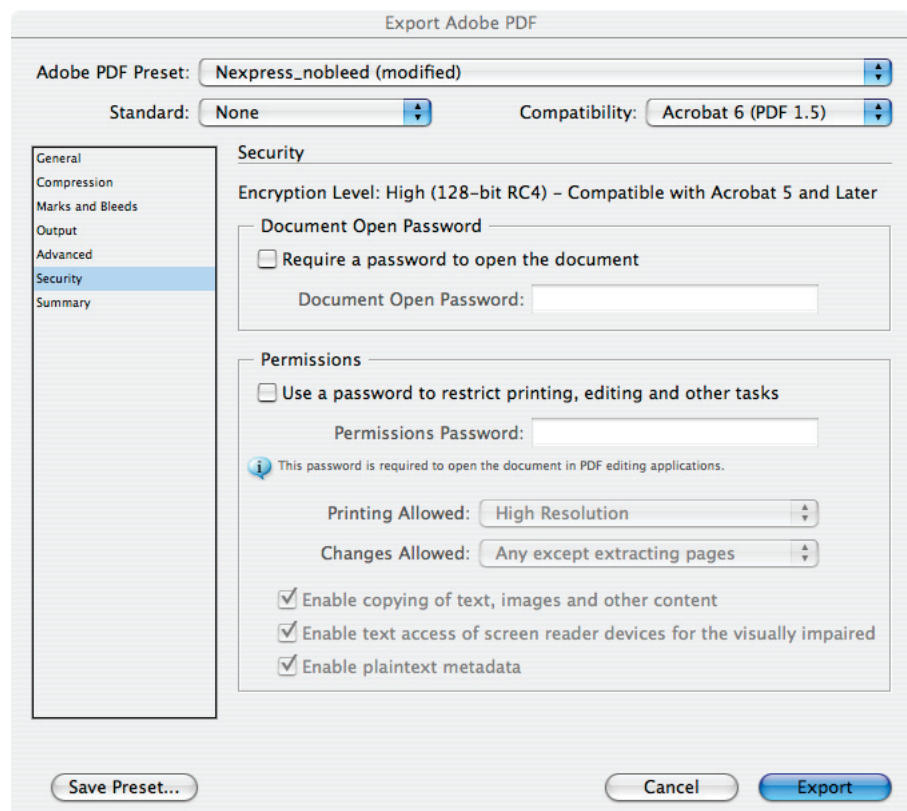 Export Adobe PDF
Adobe PDF Preset: Nexpress_nobleed (modified)
Standard: None Compatibility: Acrobat 6 (PDF 1.5)
General
Compression
Marks and Bleeds
Output
Advanced
Security
Summary
Security
Encryption Level: High (128-bit RC4) – Compatible with Acrobat 5 and Later
Document Open Password
Require a password to open the document
Document Open Password:
Permissions
Use a password to restrict printing, editing and other tasks
Permissions Password:
This password is required to open the document in PDF editing applications.
Printing Allowed: High Resolution
Changes Allowed: Any except extracting pages
Enable copying of text, images and other content
Enable text access of screen reader devices for the visually impaired
Enable plaintext metadata
Save Preset... Cancel Export